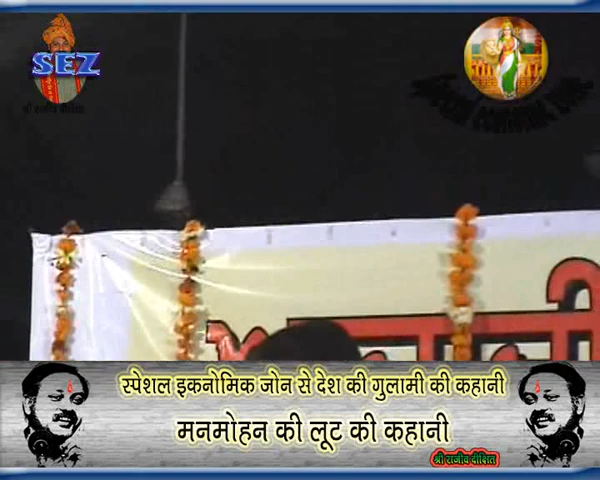 SEZ
श्री राजीव दीक्षित
स्पेशल इकनोमिक जोन से देश की गुलामी की कहानी
मनमोहन की लूट की कहानी
श्री राजीव दीक्षित